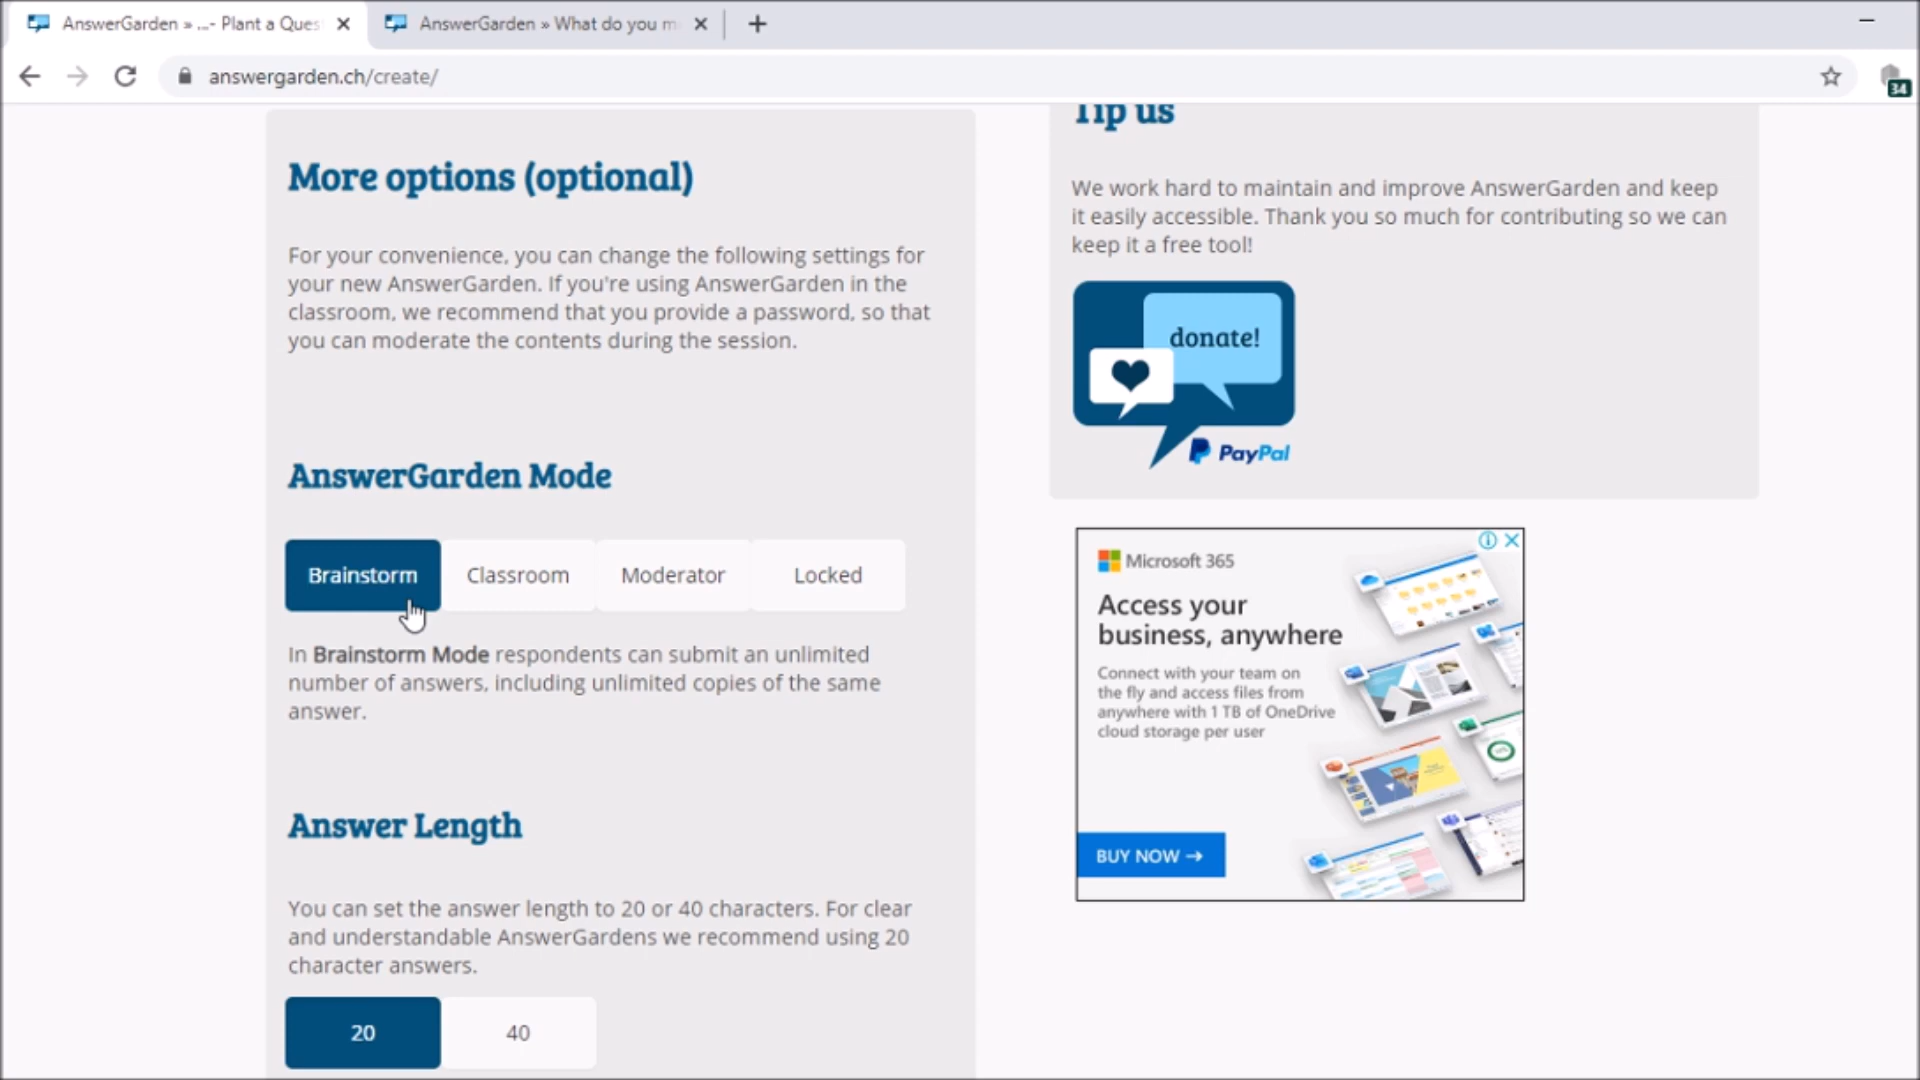 AnswerGarden » ...- Plant a Ques
AnswerGarden » What do you m
answergarden.ch/create/
34
More options (optional)
For your convenience, you can change the following settings for
your new AnswerGarden. If you're using AnswerGarden in the
classroom, we recommend that you provide a password, so that
you can moderate the contents during the session.
AnswerGarden Mode
Brainstorm
Classroom
Moderator
Locked
In Brainstorm Mode respondents can submit an unlimited
number of answers, including unlimited copies of the same
answer.
Answer Length
You can set the answer length to 20 or 40 characters. For clear
and understandable AnswerGardens we recommend using 20
character answers.
20
40
Tip us
We work hard to maintain and improve AnswerGarden and keep
it easily accessible. Thank you so much for contributing so we can
keep it a free tool!
donate!
PayPal
Microsoft 365
Access your
business, anywhere
Connect with your team on
the fly and access files from
anywhere with 1 TB of OneDrive
cloud storage per user
BUY NOW →